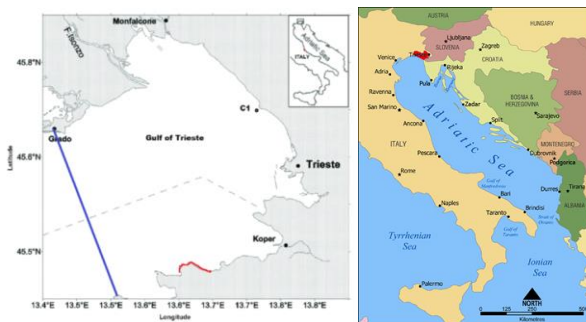 Monfalcone
F. Isonzo
Adriatic Sea
ITALY
45.8°
C1
Grado
Gulf of Trieste
Trieste
45.6°
Koper
45.5°
Latitude
13.4°
13.4°
13.5°
13.6°
13.6°
13.7°
13.7°
13.8°
13.8°
Longitude
AUSTRIA
HUNGARY
Ljubljana
SLOVENIA
Zagreb
Venice
Rijeka
CROATIA
Adria
Pula
Ravenna
BOSNIA &
HERZEGOVINA
SERBIA
San Marino
Zadar
Sarajevo
Ancona
Split
Adriatic Sea
ITALY
Pescara
MONTENEGRO
Dubrovnik
Podgorica
Rome
Bari
Durres
Tirany
ALBANIA
Naples
Taranto
Brindisi
Gulf of
Taranto
Tyrrhenian
Sea
Ionian
Sea
Palermo
NORTH
0
125
250
Kilometres